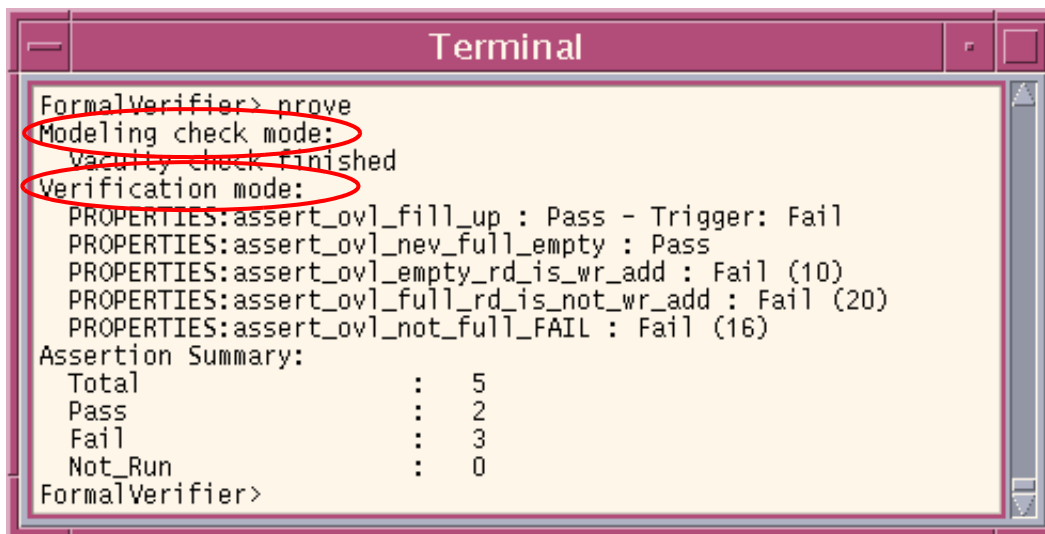 Terminal
FormalVerifier> prove
Modeling check mode:
Vacuity check finished
Verification mode:
PROPERTIES:assert_ovl_fill_up : Pass - Trigger: Fail
PROPERTIES:assert_ovl_nev_full_empty : Pass
PROPERTIES:assert_ovl_empty_rd_is_wr_add : Fail (10)
PROPERTIES:assert_ovl_full_rd_is_not_wr_add : Fail (20)
PROPERTIES:assert_ovl_not_full_FAIL : Fail (16)
Assertion Summary:
Total : 5
Pass : 2
Fail : 3
Not_Run : 0
FormalVerifier>